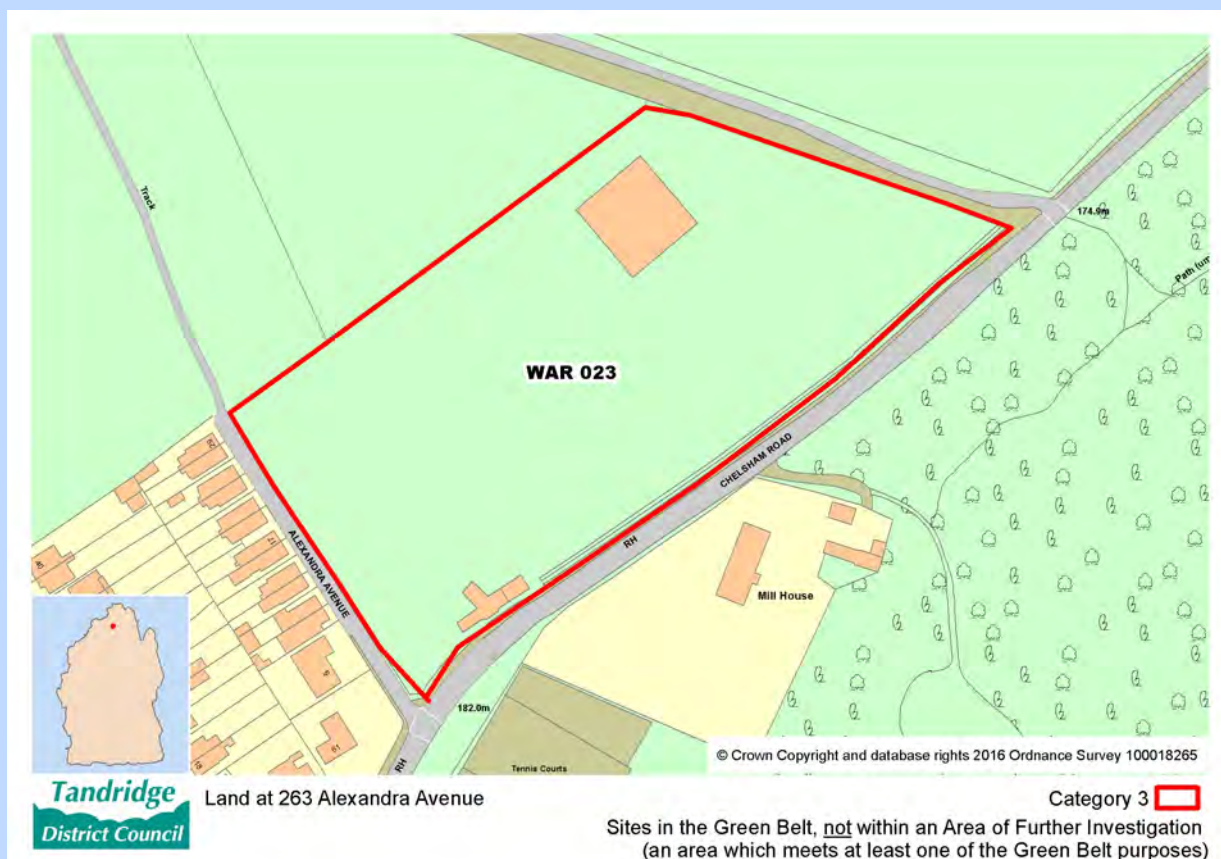 Track
174.9m
WAR 023
CHELSHAM ROAD
RH
ALEXANDRA AVENUE
Mill House
182.0m
RH
Tennis Courts
© Crown Copyright and database rights 2016 Ordnance Survey 100018265
Tandridge
District Council
Land at 263 Alexandra Avenue
Category 3
Sites in the Green Belt, not within an Area of Further Investigation
(an area which meets at least one of the Green Belt purposes)